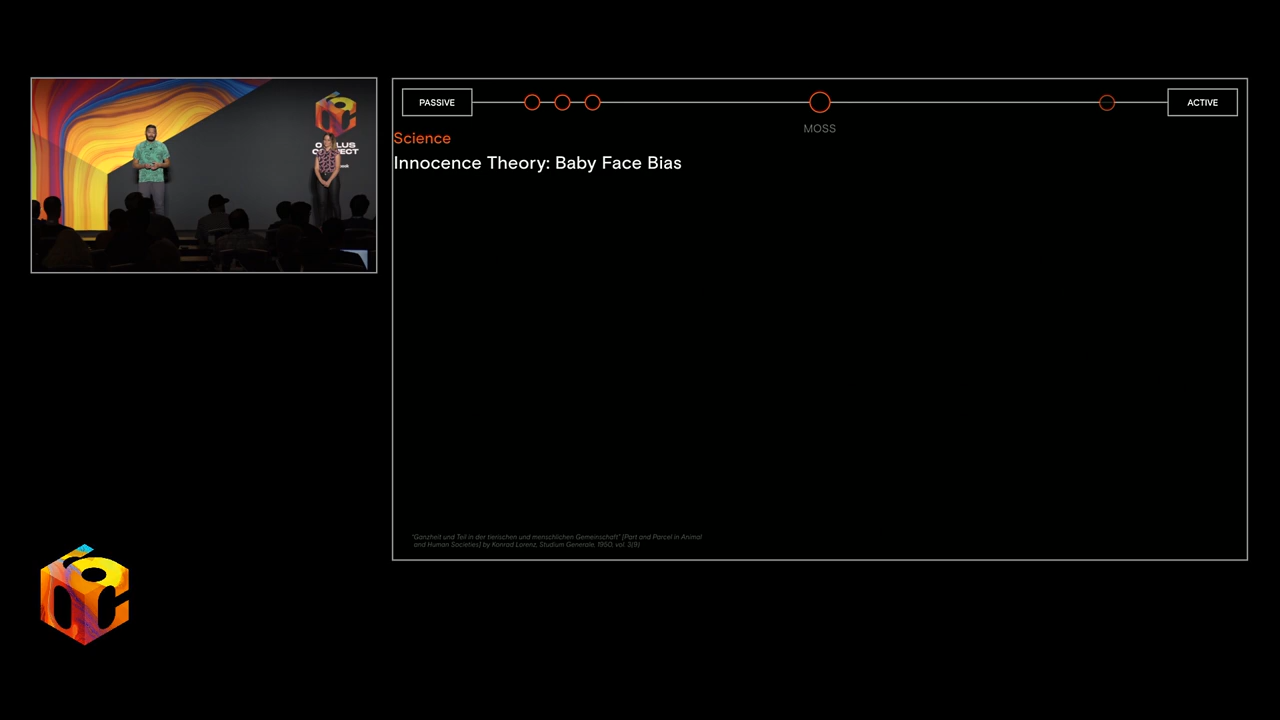 PASSIVE
ACTIVE
MOSS
Science
Innocence Theory: Baby Face Bias
"Ganzheit und Teil in der tierischen und menschlichen Gemeinschaft" [Part and Parcel in Animal
and Human Societies] by Konrad Lorenz, Studium Generale, 1950, vol. 3(9)